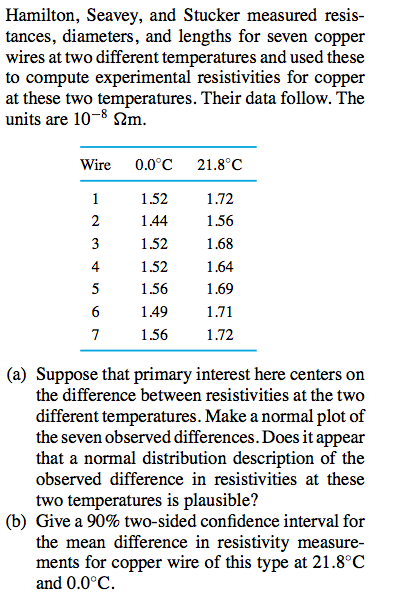 Hamilton, Seavey, and Stucker measured resis-
tances, diameters, and lengths for seven copper
wires at two different temperatures and used these
to compute experimental resistivities for copper
at these two temperatures. Their data follow. The
units are 10⁻⁸ Ωm.
Wire 0.0°C 21.8°C
1 1.52 1.72
2 1.44 1.56
3 1.52 1.68
4 1.52 1.64
5 1.56 1.69
6 1.49 1.71
7 1.56 1.72
(a) Suppose that primary interest here centers on
the difference between resistivities at the two
different temperatures. Make a normal plot of
the seven observed differences. Does it appear
that a normal distribution description of the
observed difference in resistivities at these
two temperatures is plausible?
(b) Give a 90% two-sided confidence interval for
the mean difference in resistivity measure-
ments for copper wire of this type at 21.8°C
and 0.0°C.